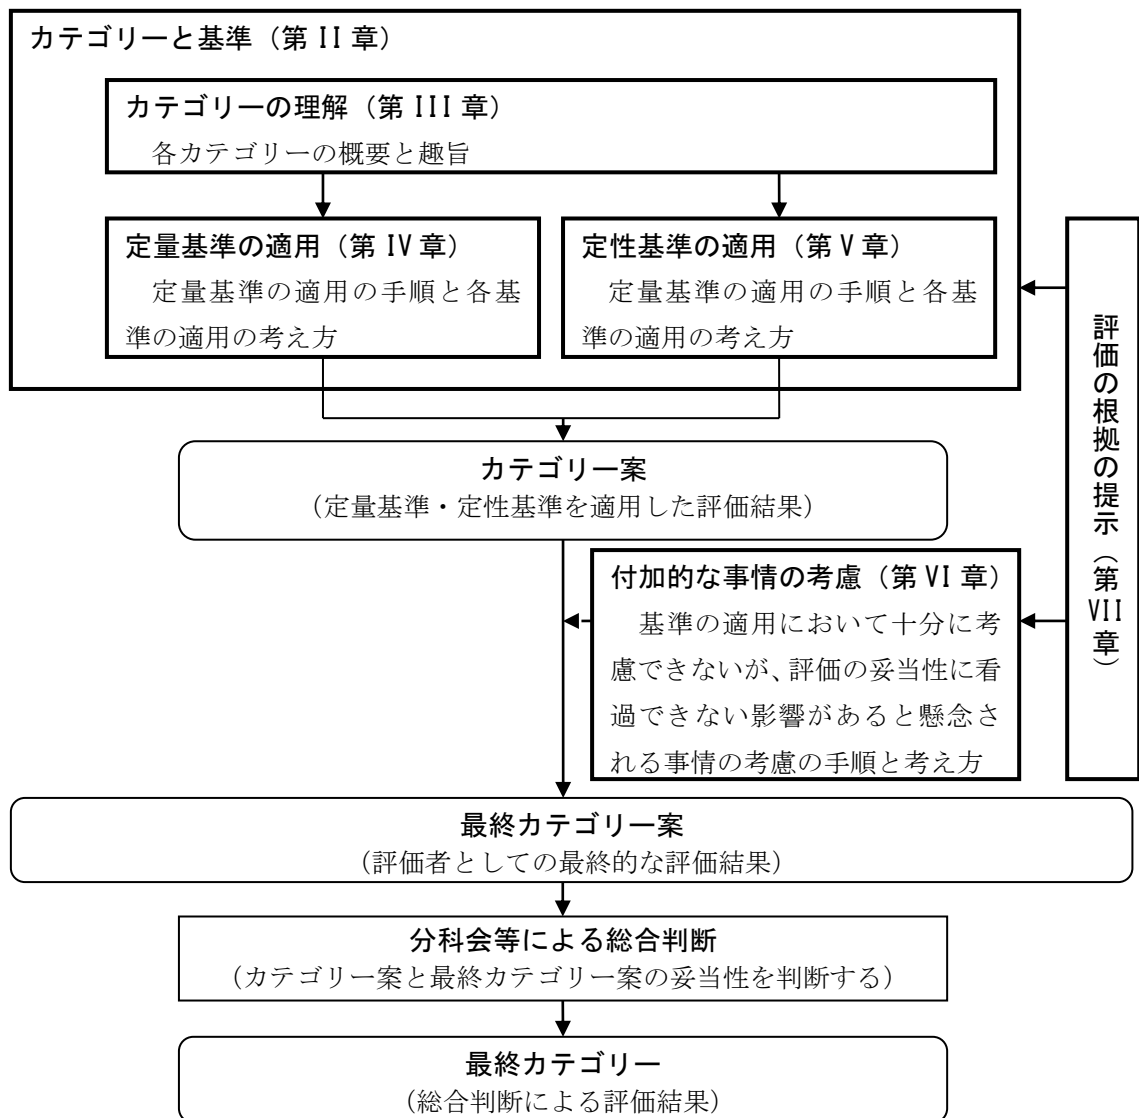 カテゴリーと基準（第 II 章）
カテゴリーの理解（第 III 章）
各カテゴリーの概要と趣旨
定量基準の適用（第 IV 章）
定量基準の適用の手順と各基
準の適用の考え方
定性基準の適用（第 V 章）
定量基準の適用の手順と各基
準の適用の考え方
評価の根拠の提示（第VII章）
カテゴリー案
（定量基準・定性基準を適用した評価結果）
付加的な事情の考慮（第 VI 章）
基準の適用において十分に考
慮できないが、評価の妥当性に看
過できない影響があると懸念さ
れる事情の考慮の手順と考え方
最終カテゴリー案
（評価者としての最終的な評価結果）
分科会等による総合判断
（カテゴリー案と最終カテゴリー案の妥当性を判断する）
最終カテゴリー
（総合判断による評価結果）